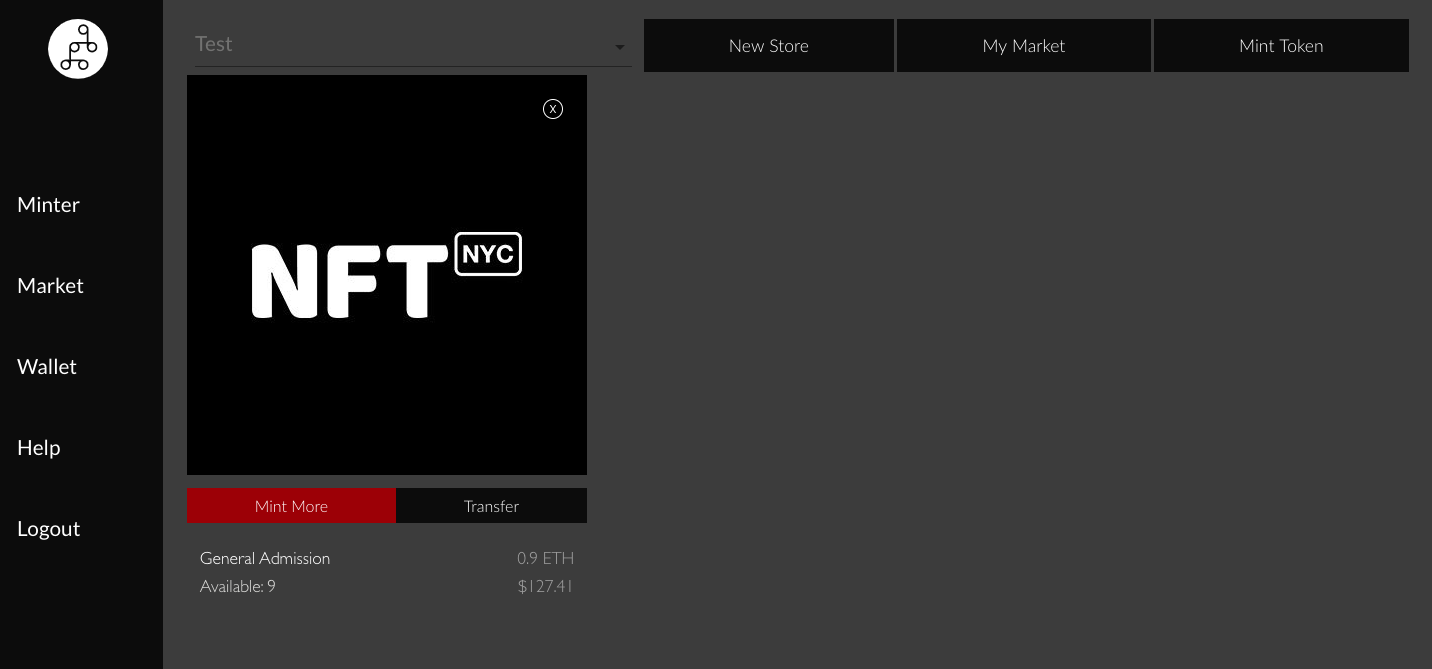 Test
New Store
My Market
Mint Token
X
Minter
Market
Wallet
Help
Logout
NFT NYC
Mint More
Transfer
General Admission
0.9 ETH
Available: 9
$127.41